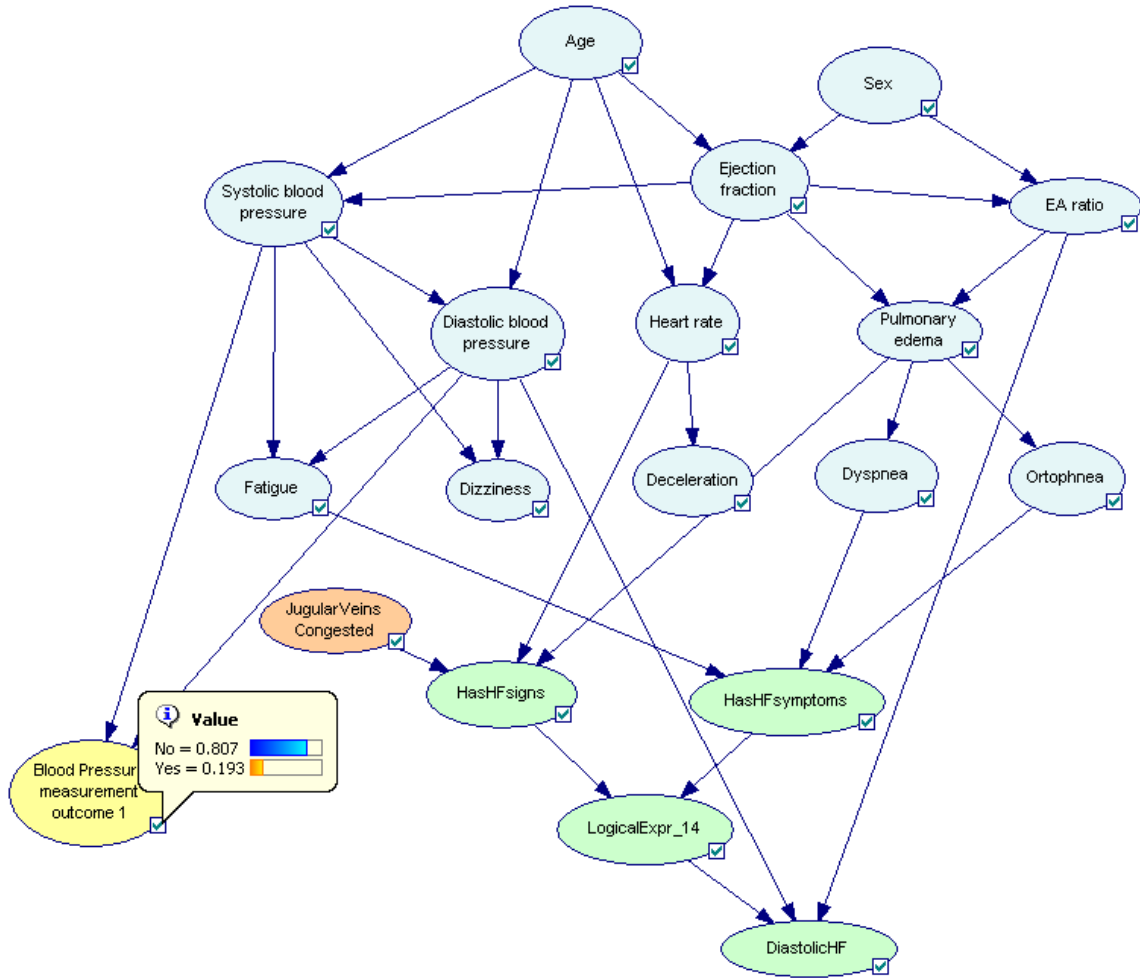 Age
Sex
Systolic blood
pressure
Ejection
fraction
EA ratio
Diastolic blood
pressure
Heart rate
Pulmonary
edema
Fatigue
Dizziness
Deceleration
Dyspnea
Ortophnea
JugularVeins
Congested
HasHFsigns
HasHFsymptoms
Value
No = 0.807
Yes = 0.193
Blood Pressur
measurement
outcome 1
LogicalExpr_14
DiastolicHF